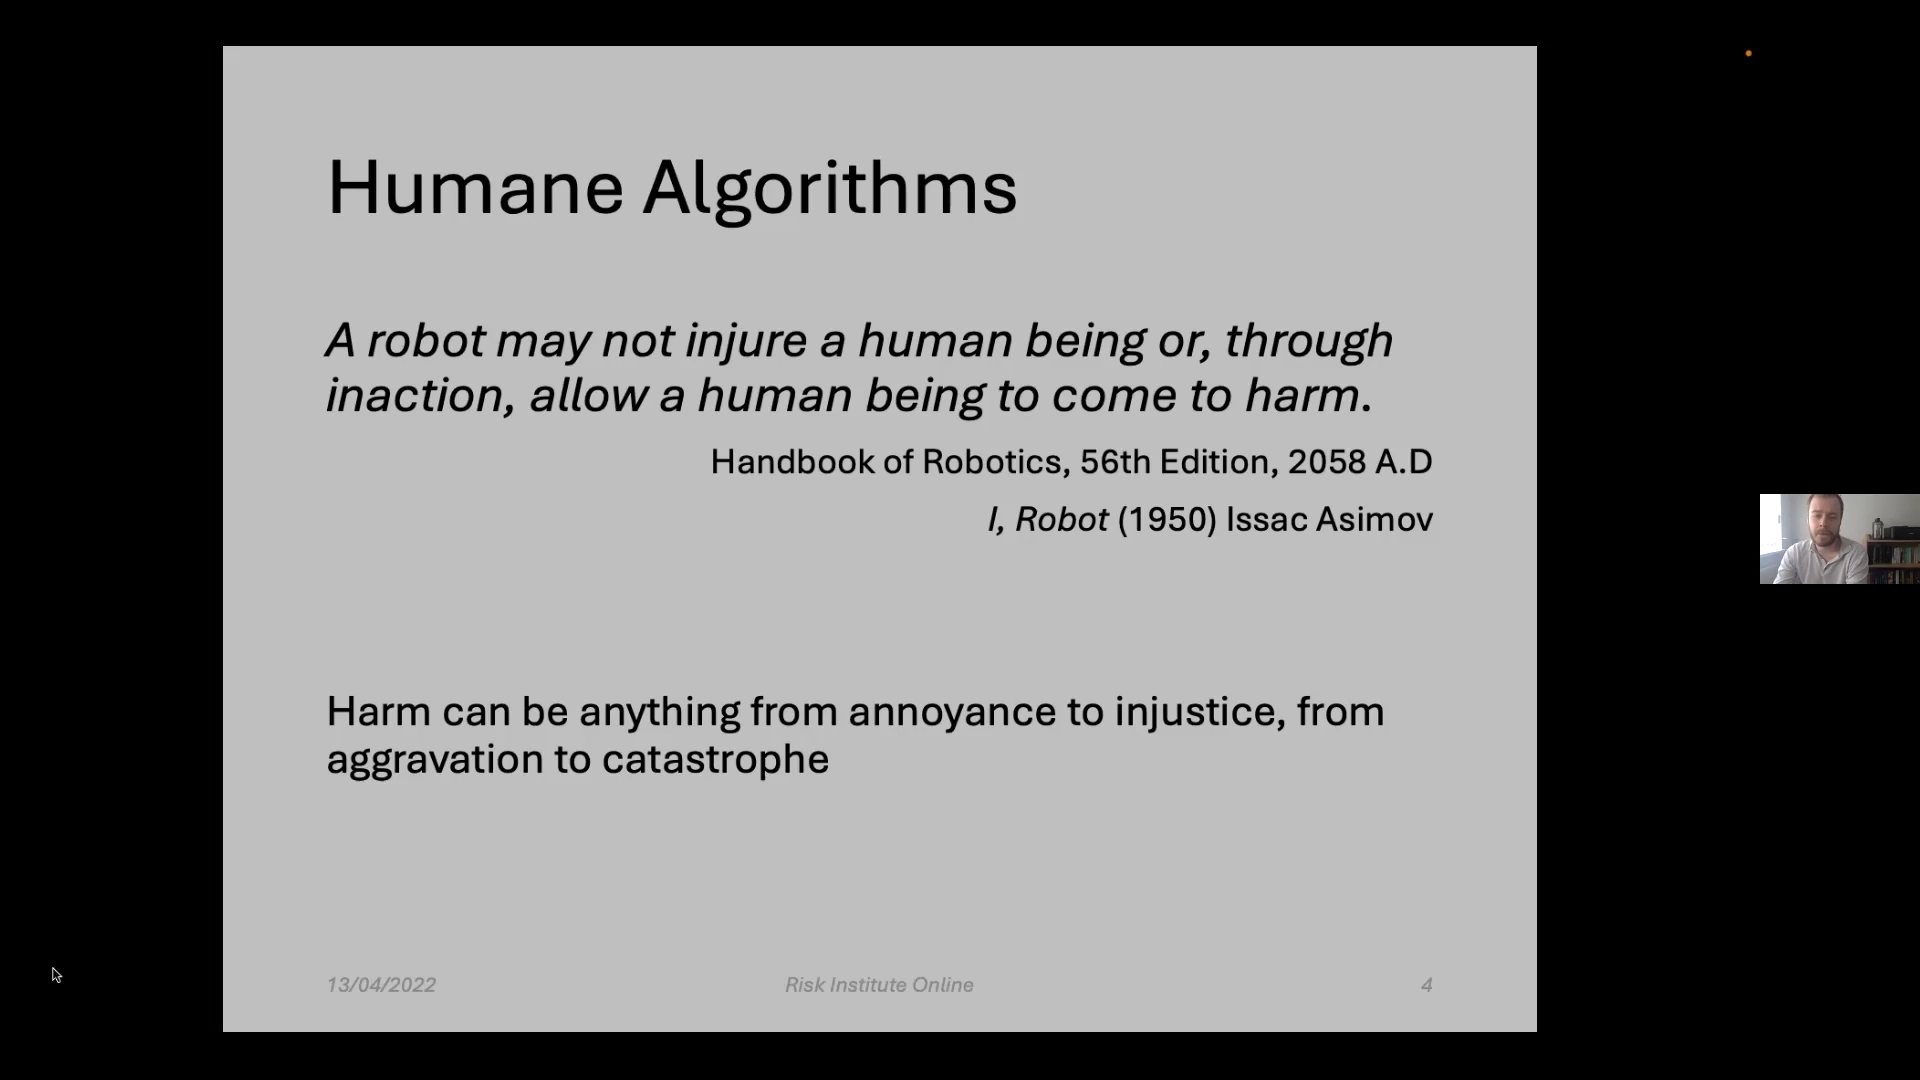 Humane Algorithms
A robot may not injure a human being or, through
inaction, allow a human being to come to harm.
Handbook of Robotics, 56th Edition, 2058 A.D
I, Robot (1950) Issac Asimov
Harm can be anything from annoyance to injustice, from
aggravation to catastrophe
13/04/2022
Risk Institute Online
4